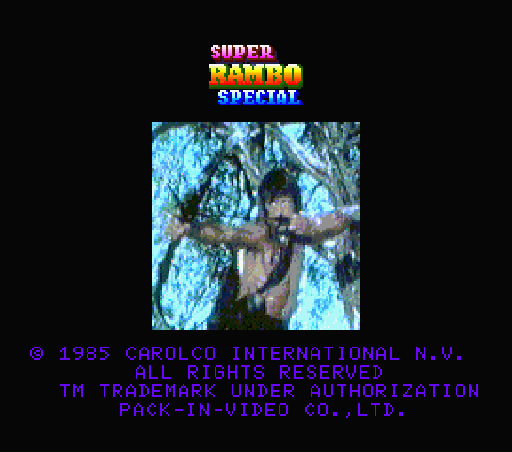 SUPER
RAMBO
SPECIAL
© 1985 CAROLCO INTERNATIONAL N.V.
ALL RIGHTS RESERVED
TM TRADEMARK UNDER AUTHORIZATION
PACK-IN-VIDEO CO.,LTD.